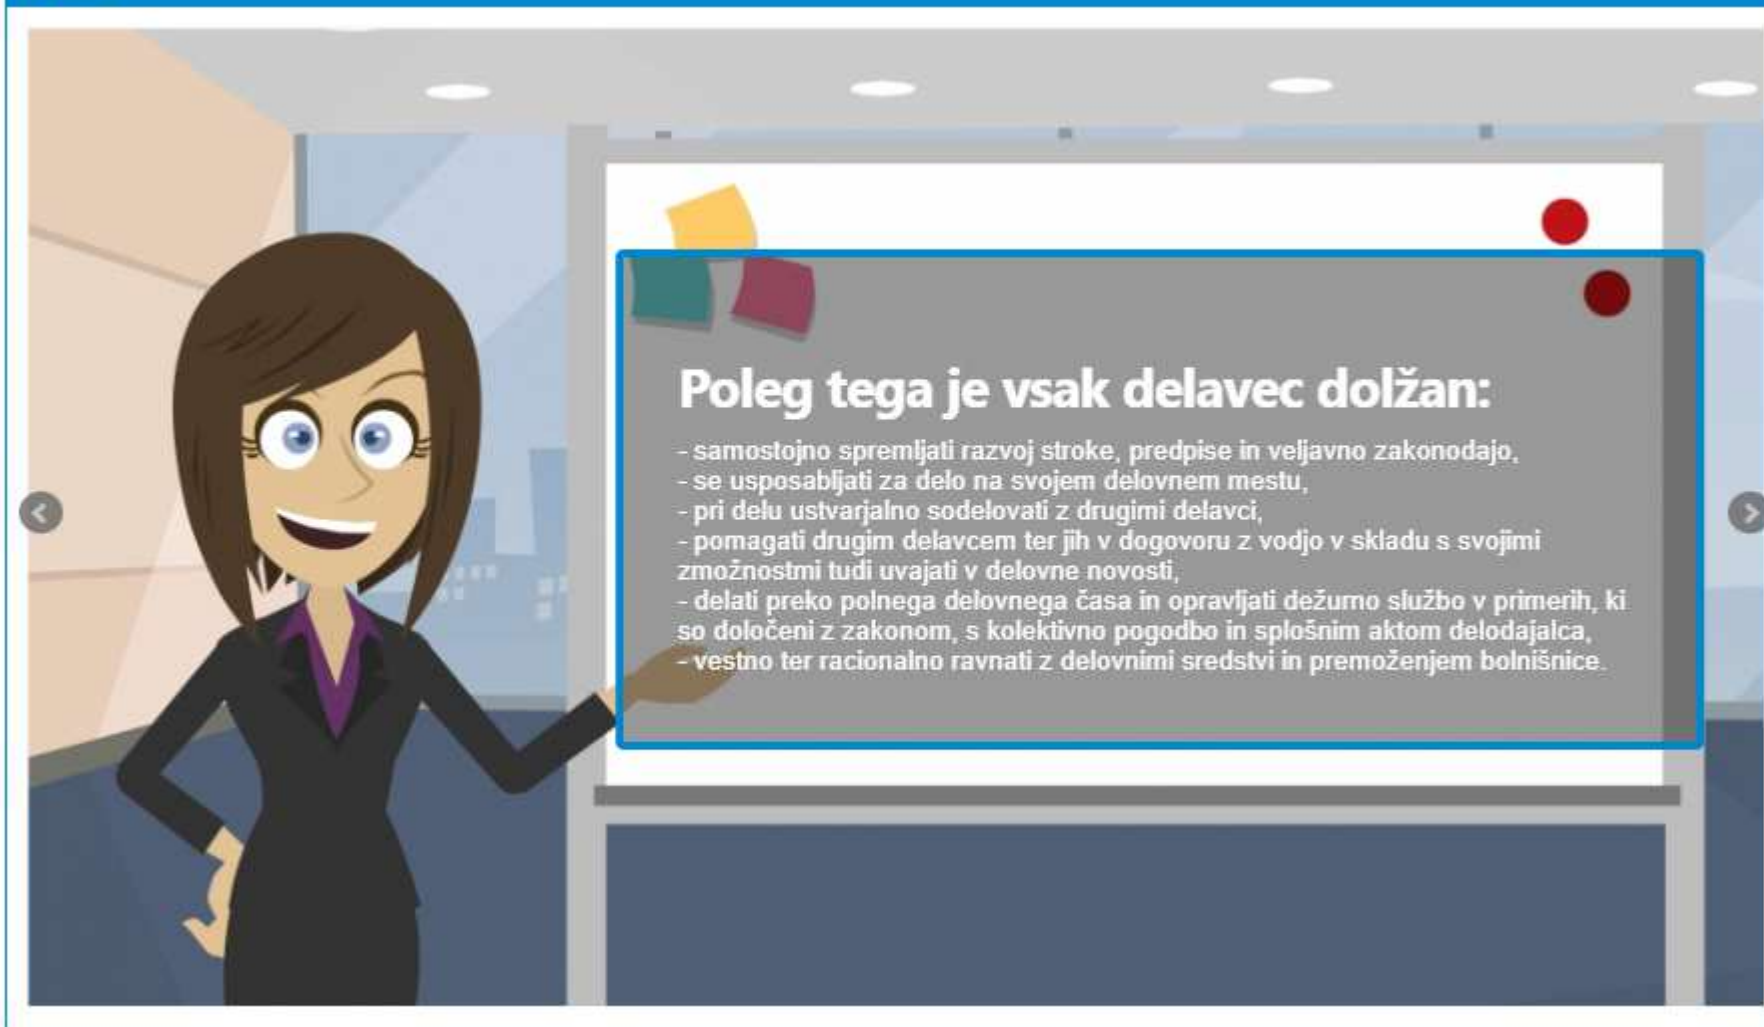 Poleg tega je vsak delavec dolžan:
- samostojno spremljati razvoj stroke, predpise in veljavno zakonodajo,
- se usposabljati za delo na svojem delovnem mestu,
- pri delu ustvarjalno sodelovati z drugimi delavci,
- pomagati drugim delavcem ter jih v dogovoru z vodjo v skladu s svojimi
zmožnostmi tudi uvajati v delovne novosti,
- delati preko polnega delovnega časa in opravljati dežurno službo v primerih, ki
so določeni z zakonom, s kolektivno pogodbo in splošnim aktom delodajalca,
- vestno ter racionalno ravnati z delovnimi sredstvi in premoženjem bolnišnice.